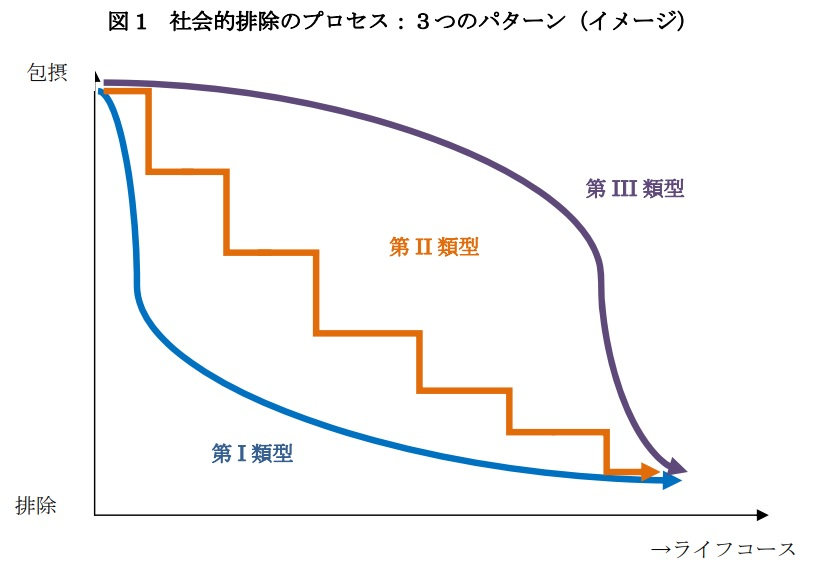 図１　社会的排除のプロセス：３つのパターン（イメージ）
包摂
第 III 類型
第 II 類型
第 I 類型
排除
→ライフコース